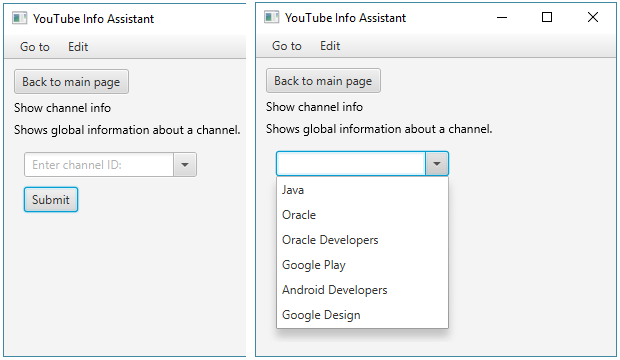 YouTube Info Assistant
Go to Edit
Back to main page
Show channel info
Shows global information about a channel.
Enter channel ID:
Submit
YouTube Info Assistant
Go to Edit
Back to main page
Show channel info
Shows global information about a channel.
Java
Oracle
Oracle Developers
Google Play
Android Developers
Google Design